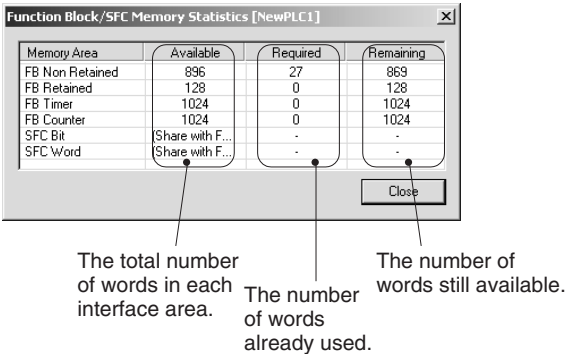 Function Block/SFC Memory Statistics [NewPLC1]
Memory Area Available Required Remaining
FB Non Retained 896 27 869
FB Retained 128 0 128
FB Timer 1024 0 1024
FB Counter 1024 0 1024
SFC Bit (Share with F... - -
SFC Word (Share with F... - -
Close
The total number
of words in each
interface area.
The number
of words
already used.
The number of
words still available.